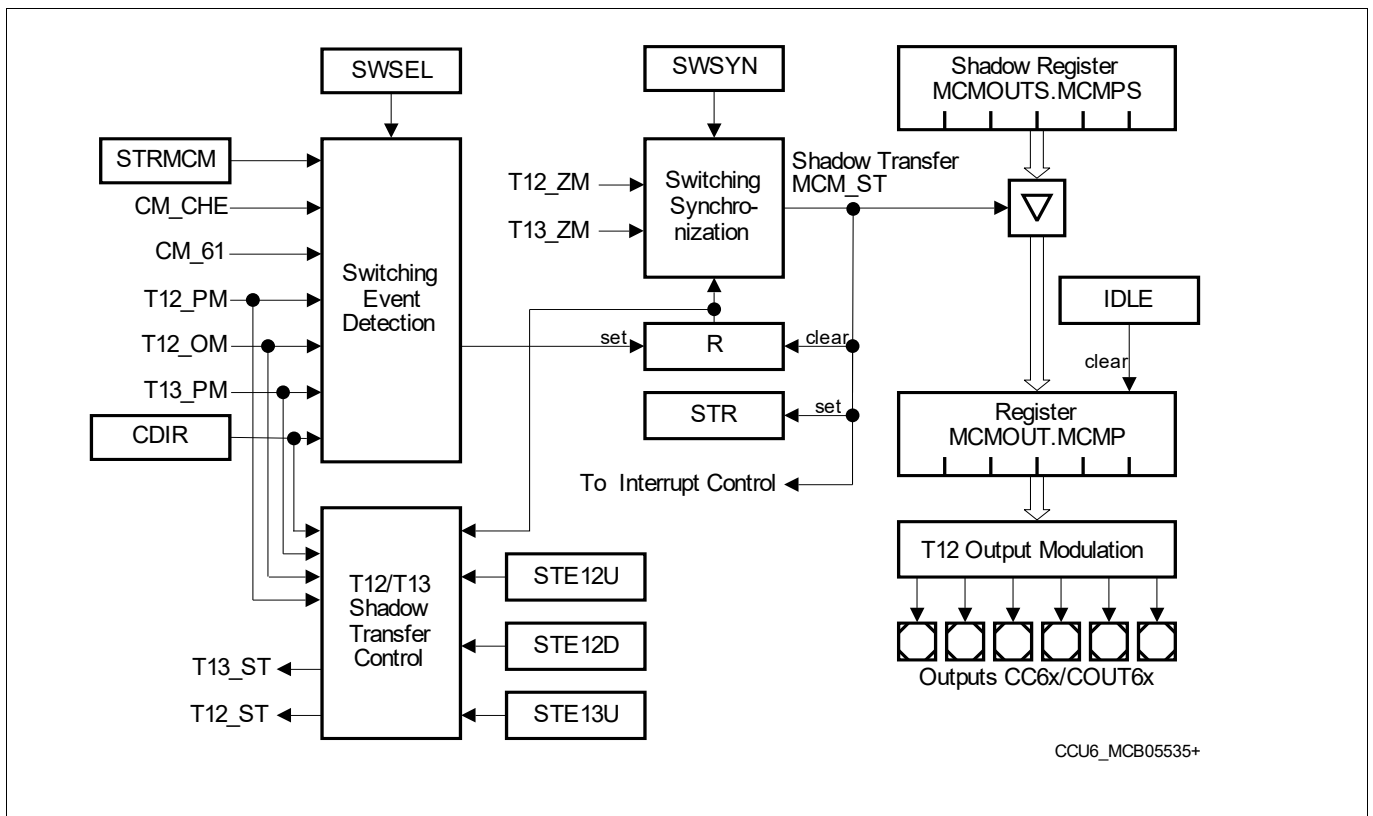 SWSEL
SWSYN
Shadow Register
MCMOUTS.MCMPS
STRMCM
CM_CHE
CM_61
T12_PM
T12_OM
T13_PM
CDIR
Switching
Event
Detection
T12_ZM
T13_ZM
Switching
Synchro-
nization
Shadow Transfer
MCM_ST
IDLE
clear
set
R
clear
STR
set
To Interrupt Control
Register
MCMOUT.MCMP
T12 Output Modulation
Outputs CC6x/COUT6x
T12/T13
Shadow
Transfer
Control
STE12U
STE12D
STE13U
T13_ST
T12_ST
CCU6_MCB05535+